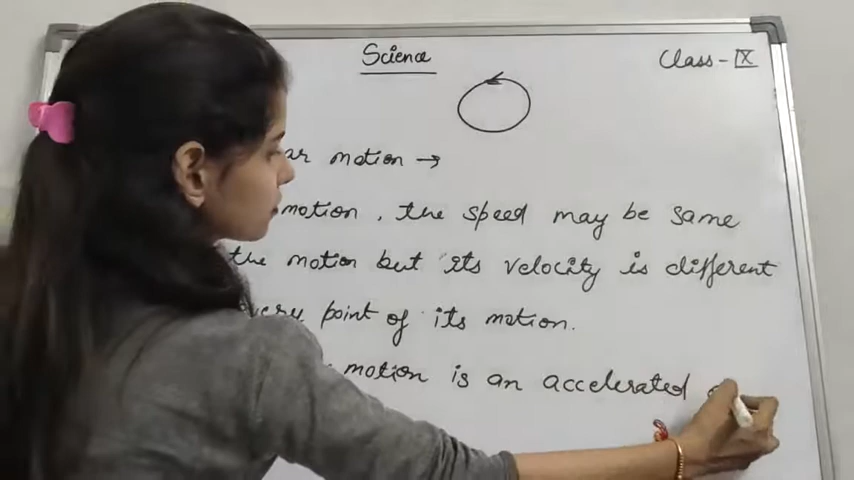 Science
Class - IX
ar motion →
motion, the speed may be same
the motion but its velocity is different
very point of its motion.
motion is an accelerated